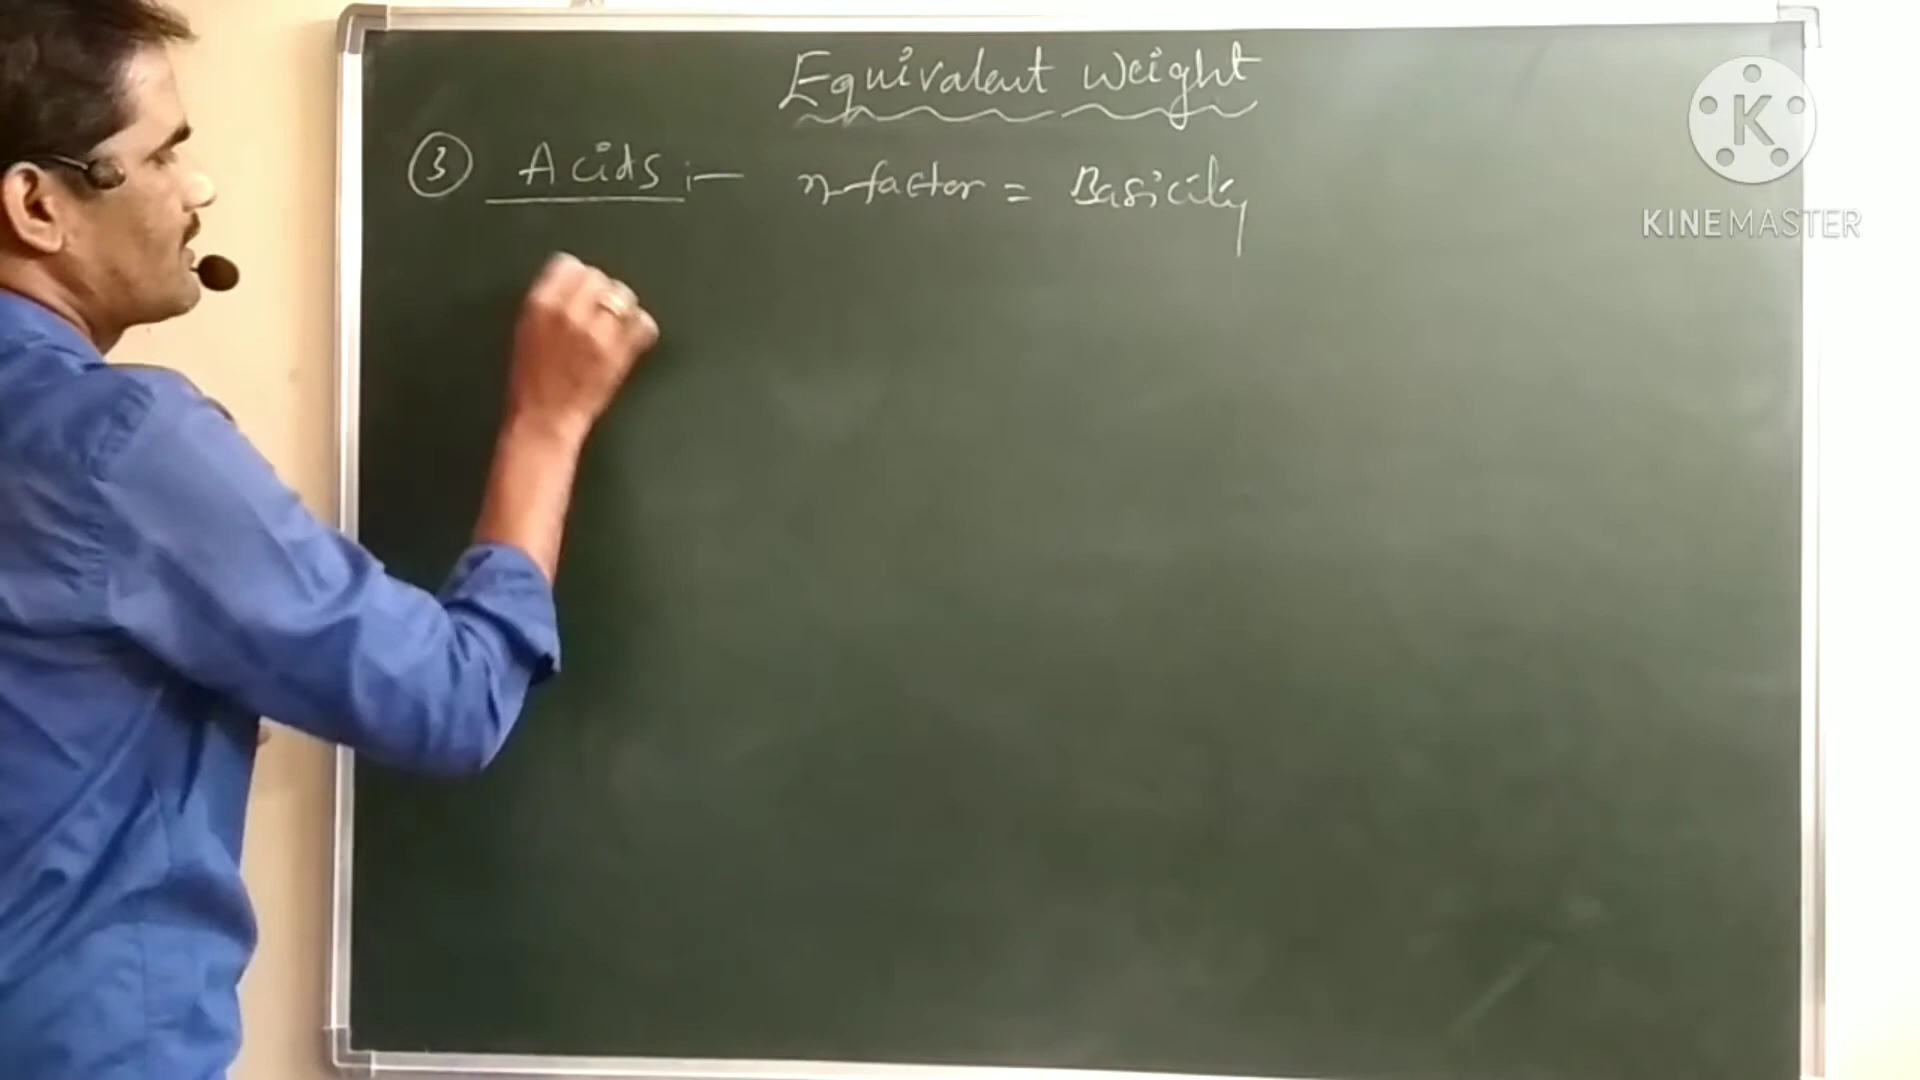 Equivalent Weight
③ Acids :- n-factor = Basicity
K
KINEMASTER